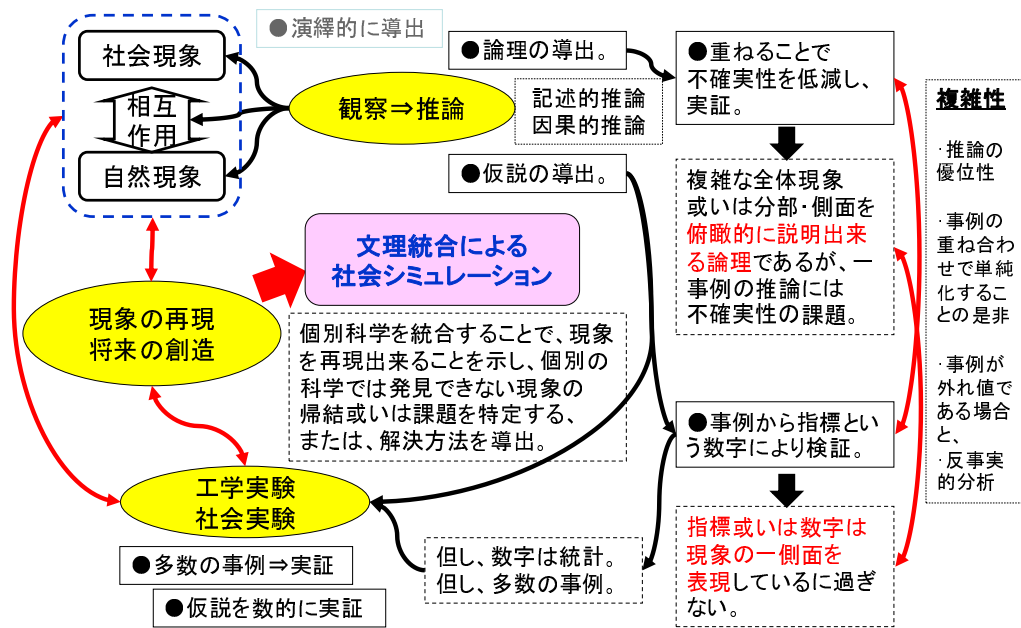 ●演繹的に導出
社会現象
相互
作用
自然現象
観察⇒推論
●論理の導出。
記述的推論
因果的推論
●仮説の導出。
●重ねることで
不確実性を低減し、
実証。
複雑な全体現象
或いは分部・側面を
俯瞰的に説明出来
る論理であるが、一
事例の推論には
不確実性の課題。
複雑性
・推論の
優位性
・事例の
重ね合わ
せで単純
化するこ
との是非
・事例が
外れ値で
ある場合
と、
・反事実
的分析
文理統合による
社会シミュレーション
現象の再現
将来の創造
個別科学を統合することで、現象
を再現出来ることを示し、個別の
科学では発見できない現象の
帰結或いは課題を特定する、
または、解決方法を導出。
●事例から指標とい
う数字により検証。
工学実験
社会実験
指標或いは数字は
現象の一側面を
表現しているに過ぎ
ない。
但し、数字は統計。
但し、多数の事例。
●多数の事例⇒実証
●仮説を数的に実証